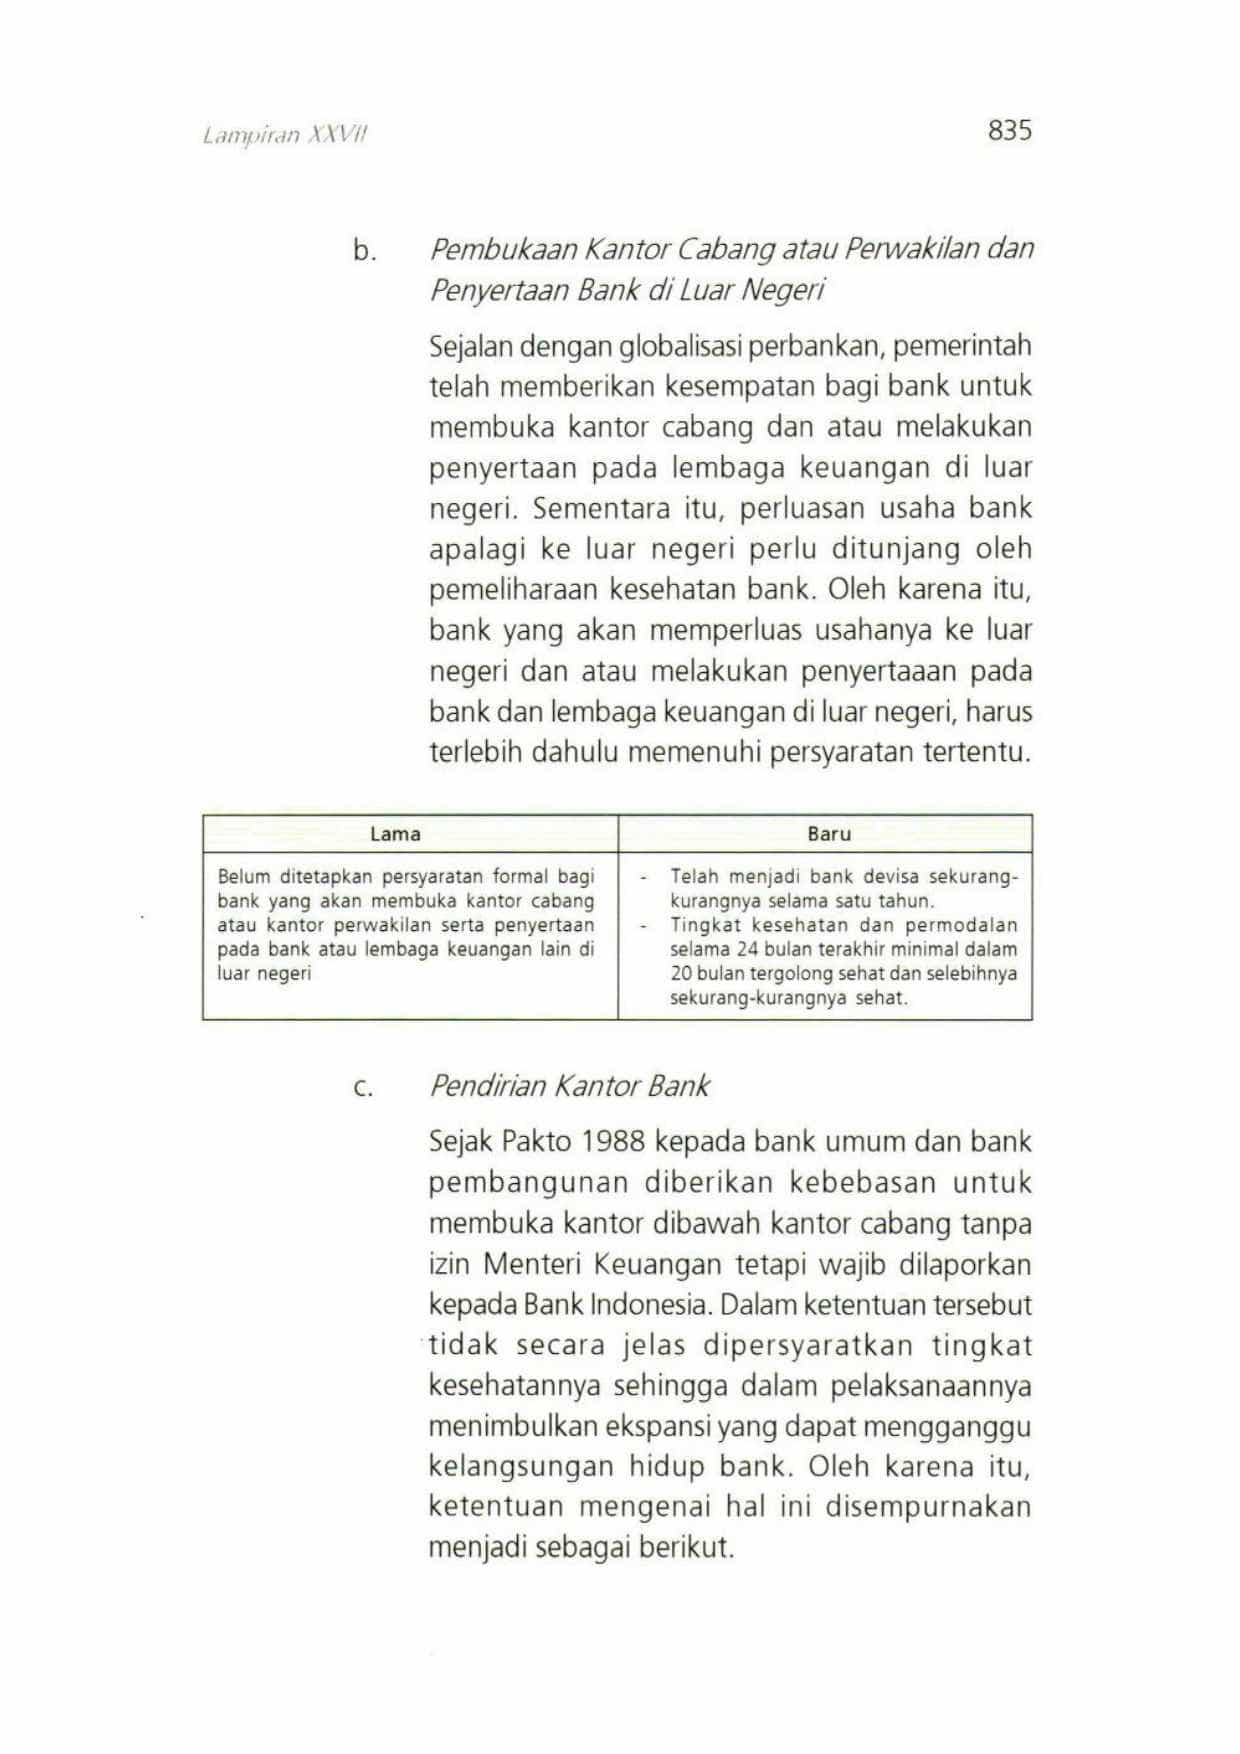 Lampiran XXVII
835
b. Pembukaan Kantor Cabang atau Perwakilan dan
Penyertaan Bank di Luar Negeri
Sejalan dengan globalisasi perbankan, pemerintah
telah memberikan kesempatan bagi bank untuk
membuka kantor cabang dan atau melakukan
penyertaan pada lembaga keuangan di luar
negeri. Sementara itu, perluasan usaha bank
apalagi ke luar negeri perlu ditunjang oleh
pemeliharaan kesehatan bank. Oleh karena itu,
bank yang akan memperluas usahanya ke luar
negeri dan atau melakukan penyertaaan pada
bank dan lembaga keuangan di luar negeri, harus
terlebih dahulu memenuhi persyaratan tertentu.
Lama
Belum ditetapkan persyaratan formal bagi
bank yang akan membuka kantor cabang
atau kantor perwakilan serta penyertaan
pada bank atau lembaga keuangan lain di
luar negeri
Baru
- Telah menjadi bank devisa sekurang-
kurangnya selama satu tahun.
- Tingkat kesehatan dan permodalan
selama 24 bulan terakhir minimal dalam
20 bulan tergolong sehat dan selebihnya
sekurang-kurangnya sehat.
c. Pendirian Kantor Bank
Sejak Pakto 1988 kepada bank umum dan bank
pembangunan diberikan kebebasan untuk
membuka kantor dibawah kantor cabang tanpa
izin Menteri Keuangan tetapi wajib dilaporkan
kepada Bank Indonesia. Dalam ketentuan tersebut
tidak secara jelas dipersyaratkan tingkat
kesehatannya sehingga dalam pelaksanaannya
menimbulkan ekspansi yang dapat mengganggu
kelangsungan hidup bank. Oleh karena itu,
ketentuan mengenai hal ini disempurnakan
menjadi sebagai berikut.